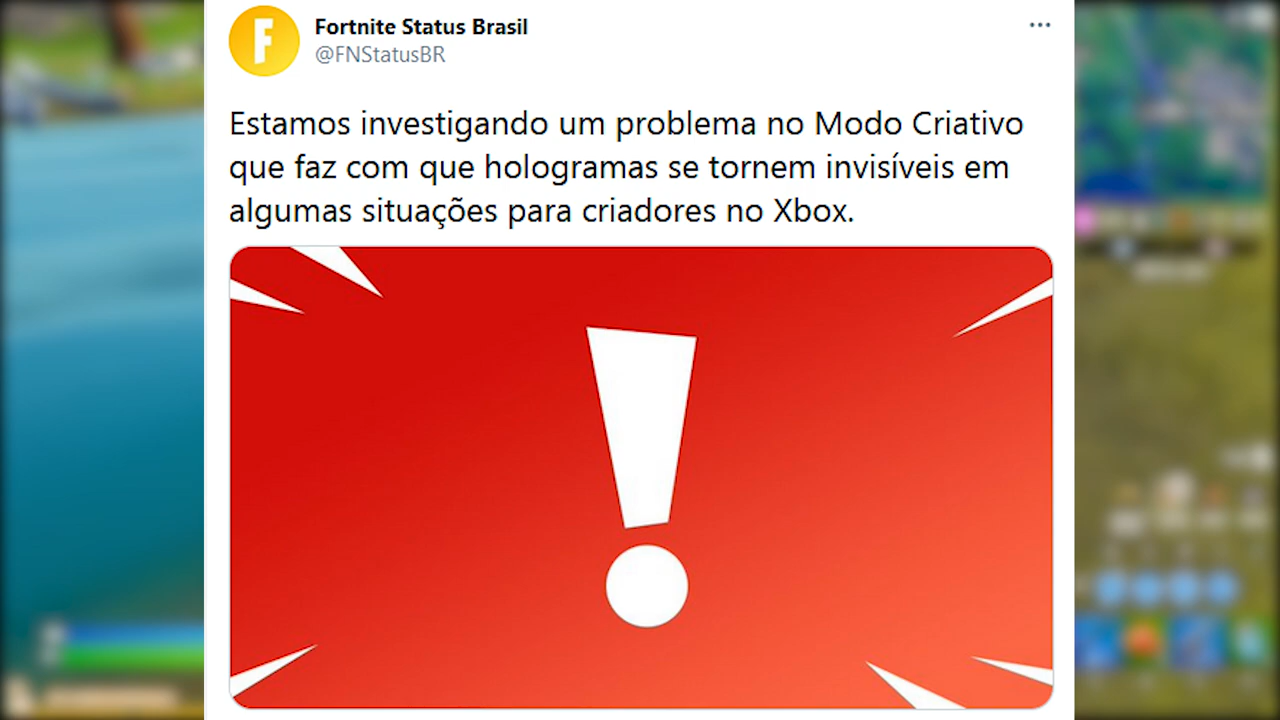 Fortnite Status Brasil
@FNStatusBR
Estamos investigando um problema no Modo Criativo
que faz com que hologramas se tornem invisíveis em
algumas situações para criadores no Xbox.